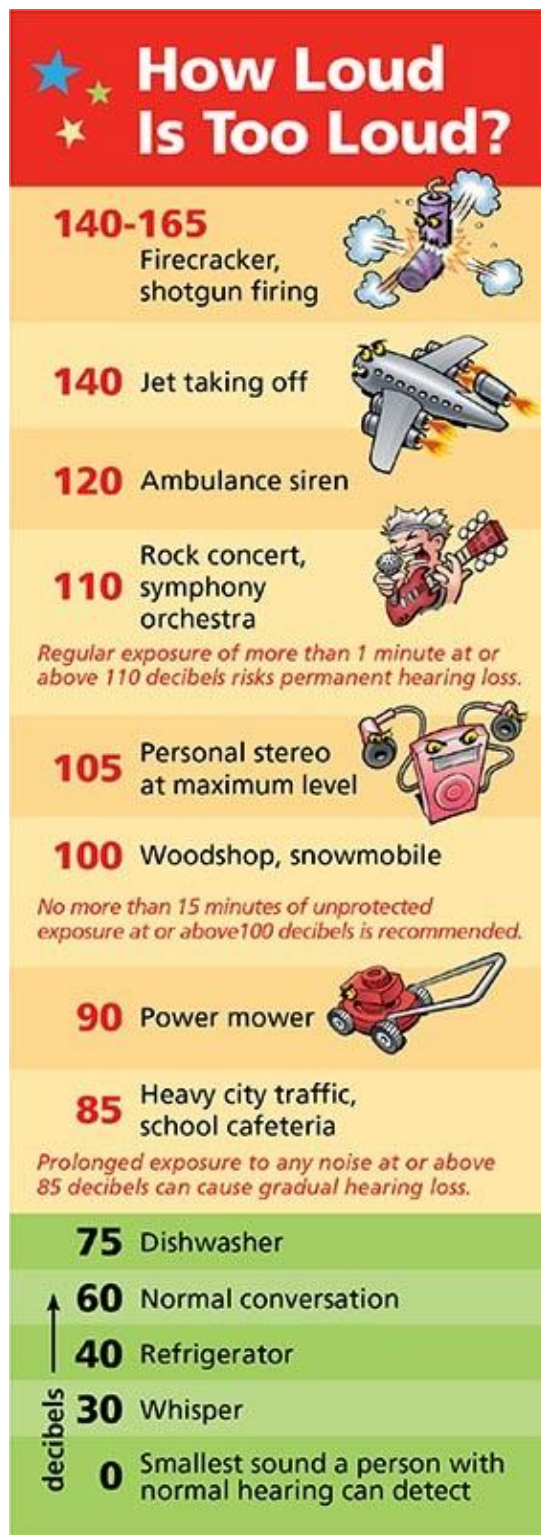 How Loud
Is Too Loud?
140-165
Firecracker,
shotgun firing
140 Jet taking off
120 Ambulance siren
Rock concert,
110 symphony
orchestra
Regular exposure of more than 1 minute at or
above 110 decibels risks permanent hearing loss.
105 Personal stereo
at maximum level
100 Woodshop, snowmobile
No more than 15 minutes of unprotected
exposure at or above100 decibels is recommended.
90 Power mower
85 Heavy city traffic,
school cafeteria
Prolonged exposure to any noise at or above
85 decibels can cause gradual hearing loss.
75 Dishwasher
60 Normal conversation
40 Refrigerator
30 Whisper
0 Smallest sound a person with
normal hearing can detect
decibels